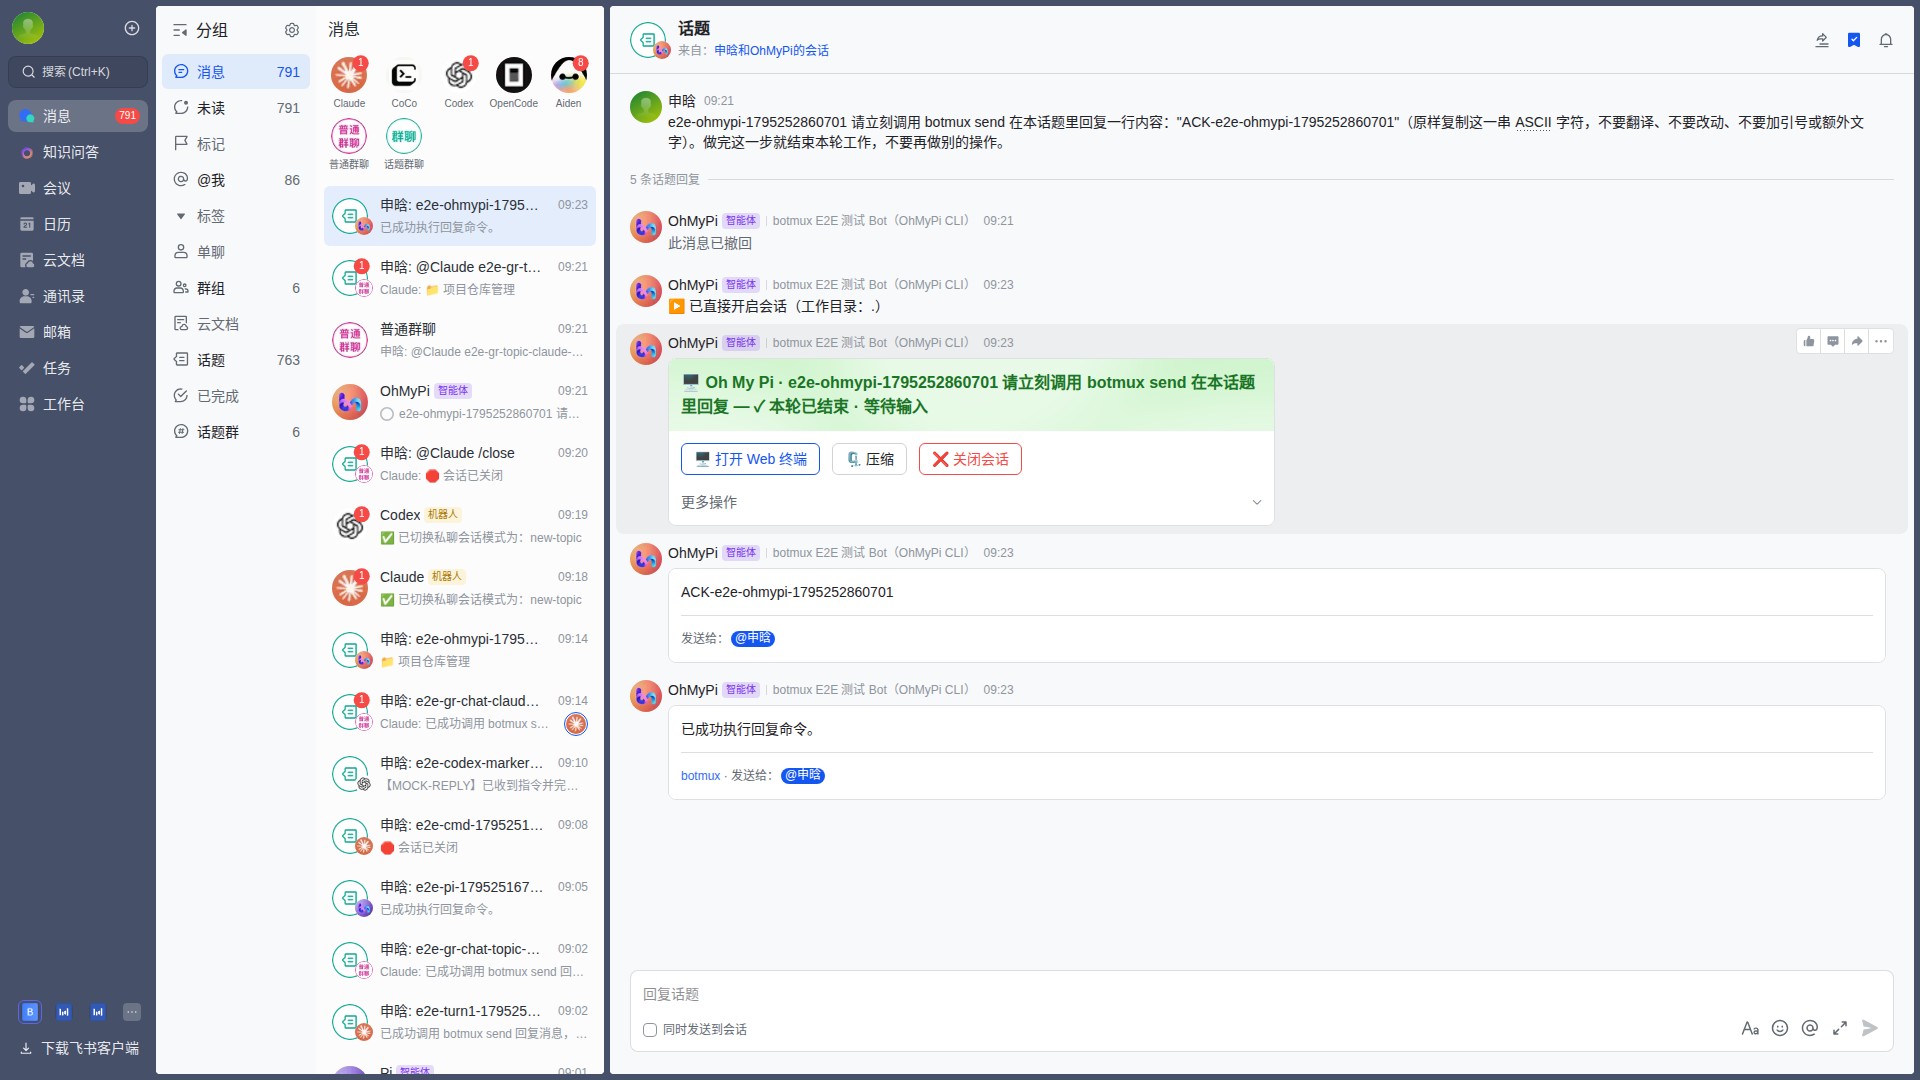 搜索 (Ctrl+K)
消息 791
知识问答
会议
日历
云文档
通讯录
邮箱
任务
工作台
下载飞书客户端
分组
消息 791
未读 791
标记
@我 86
标签
单聊
群组 6
云文档
话题 763
已完成
话题群 6
消息
1 1 8
Claude CoCo Codex OpenCode Aiden
普通群聊 群聊
普通群聊 话题群聊
申晗: e2e-ohmypi-1795… 09:23
已成功执行回复命令。
1 申晗: @Claude e2e-gr-t… 09:21
Claude: 📁 项目仓库管理
普通群聊 09:21
申晗: @Claude e2e-gr-topic-claude-…
OhMyPi 智能体 09:21
e2e-ohmypi-1795252860701 请…
1 申晗: @Claude /close 09:20
Claude: 🛑 会话已关闭
1 Codex 机器人 09:19
✅ 已切换私聊会话模式为：new-topic
1 Claude 机器人 09:18
✅ 已切换私聊会话模式为：new-topic
申晗: e2e-ohmypi-1795… 09:14
📁 项目仓库管理
1 申晗: e2e-gr-chat-claud… 09:14
Claude: 已成功调用 botmux s…
申晗: e2e-codex-marker… 09:10
【MOCK-REPLY】已收到指令并完…
申晗: e2e-cmd-1795251… 09:08
🛑 会话已关闭
申晗: e2e-pi-179525167… 09:05
已成功执行回复命令。
申晗: e2e-gr-chat-topic-… 09:02
Claude: 已成功调用 botmux send 回…
申晗: e2e-turn1-179525… 09:02
已成功调用 botmux send 回复消息，…
Pi 智能体 09:01
话题
来自：申晗和OhMyPi的会话
申晗 09:21
e2e-ohmypi-1795252860701 请立刻调用 botmux send 在本话题里回复一行内容："ACK-e2e-ohmypi-1795252860701"（原样复制这一串 ASCII 字符，不要翻译、不要改动、不要加引号或额外文
字）。做完这一步就结束本轮工作，不要再做别的操作。
5 条话题回复
OhMyPi 智能体 botmux E2E 测试 Bot（OhMyPi CLI） 09:21
此消息已撤回
OhMyPi 智能体 botmux E2E 测试 Bot（OhMyPi CLI） 09:23
▶️ 已直接开启会话（工作目录：.）
OhMyPi 智能体 botmux E2E 测试 Bot（OhMyPi CLI） 09:23
🖥️ Oh My Pi · e2e-ohmypi-1795252860701 请立刻调用 botmux send 在本话题
里回复 — ✓ 本轮已结束 · 等待输入
🖥️ 打开 Web 终端 🗜️ 压缩 ❌ 关闭会话
更多操作
OhMyPi 智能体 botmux E2E 测试 Bot（OhMyPi CLI） 09:23
ACK-e2e-ohmypi-1795252860701
发送给：@申晗
OhMyPi 智能体 botmux E2E 测试 Bot（OhMyPi CLI） 09:23
已成功执行回复命令。
botmux · 发送给：@申晗
回复话题
同时发送到会话